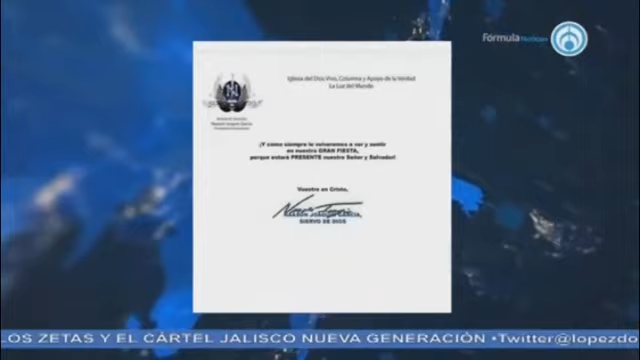 Fórmula
Noticias
Iglesia del Dios Vivo, Columna y Apoyo de la Verdad
La Luz del Mundo
¡Y como siempre le volveremos a ver y sentir
en nuestra GRAN FIESTA,
porque estará PRESENTE nuestro Señor y Salvador!
Vuestro en Cristo,
SIERVO DE DIOS
LOS ZETAS Y EL CÁRTEL JALISCO NUEVA GENERACIÓN •Twitter@lopezdo